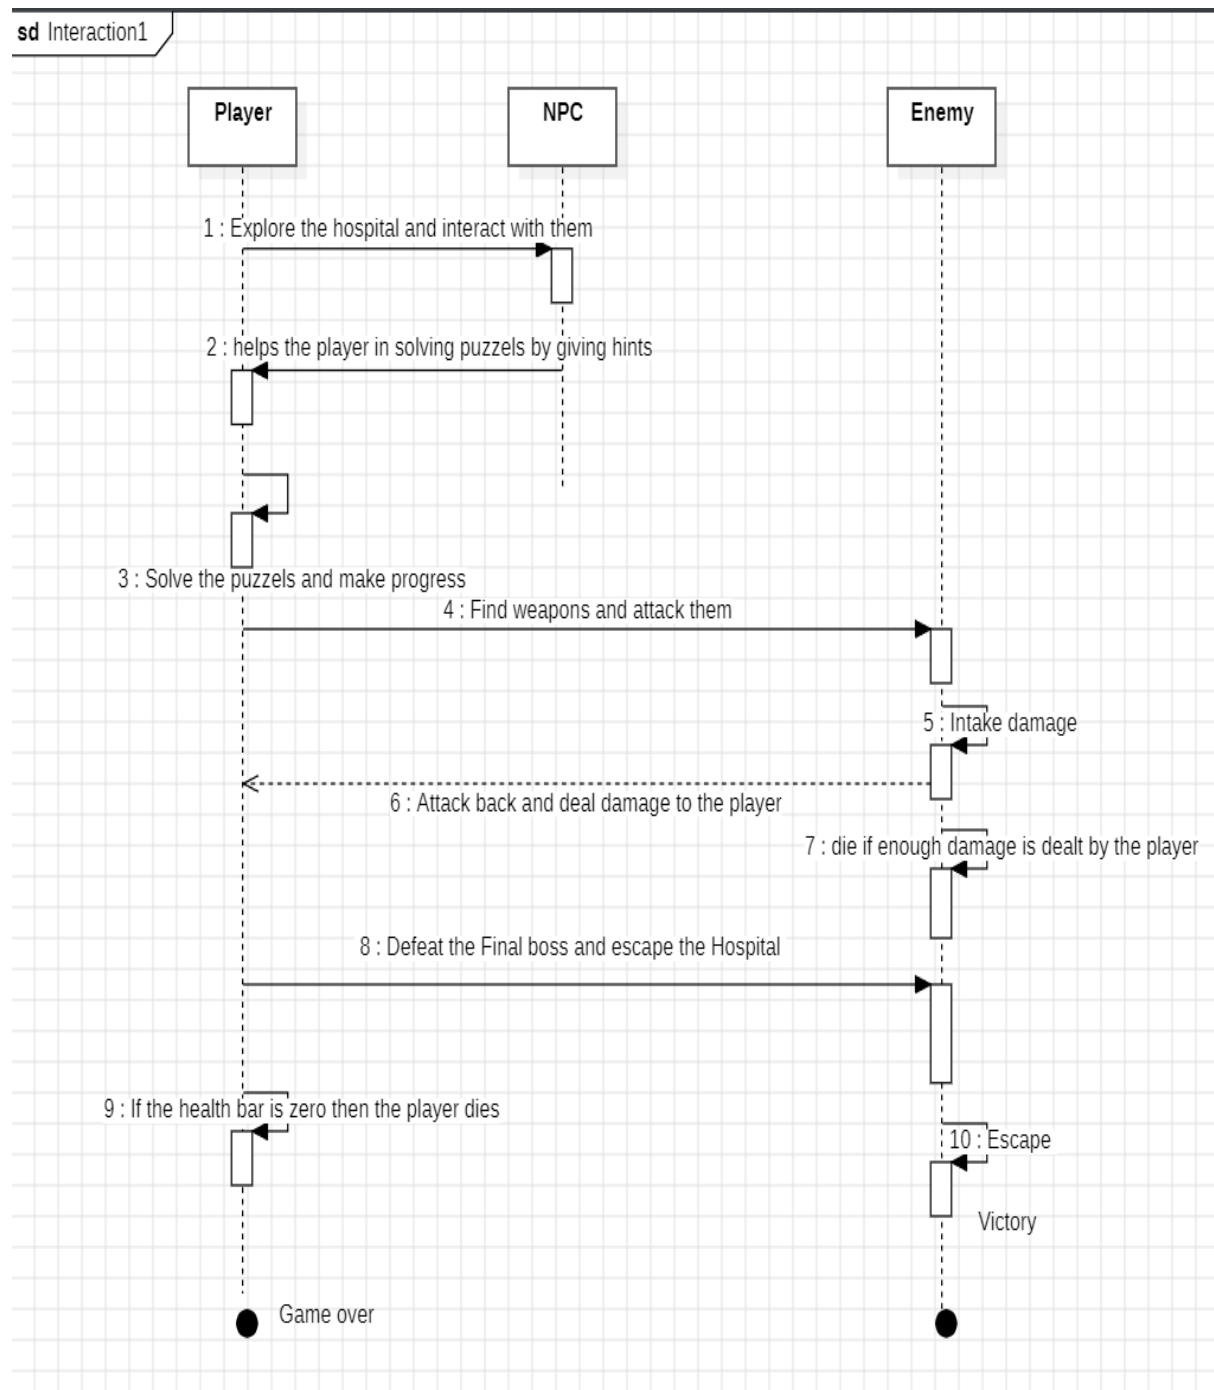 sd Interaction1
Player
NPC
Enemy
1 : Explore the hospital and interact with them
2 : helps the player in solving puzzels by giving hints
3 : Solve the puzzels and make progress
4 : Find weapons and attack them
5 : Intake damage
6 : Attack back and deal damage to the player
7 : die if enough damage is dealt by the player
8 : Defeat the Final boss and escape the Hospital
9 : If the health bar is zero then the player dies
10 : Escape
Victory
Game over